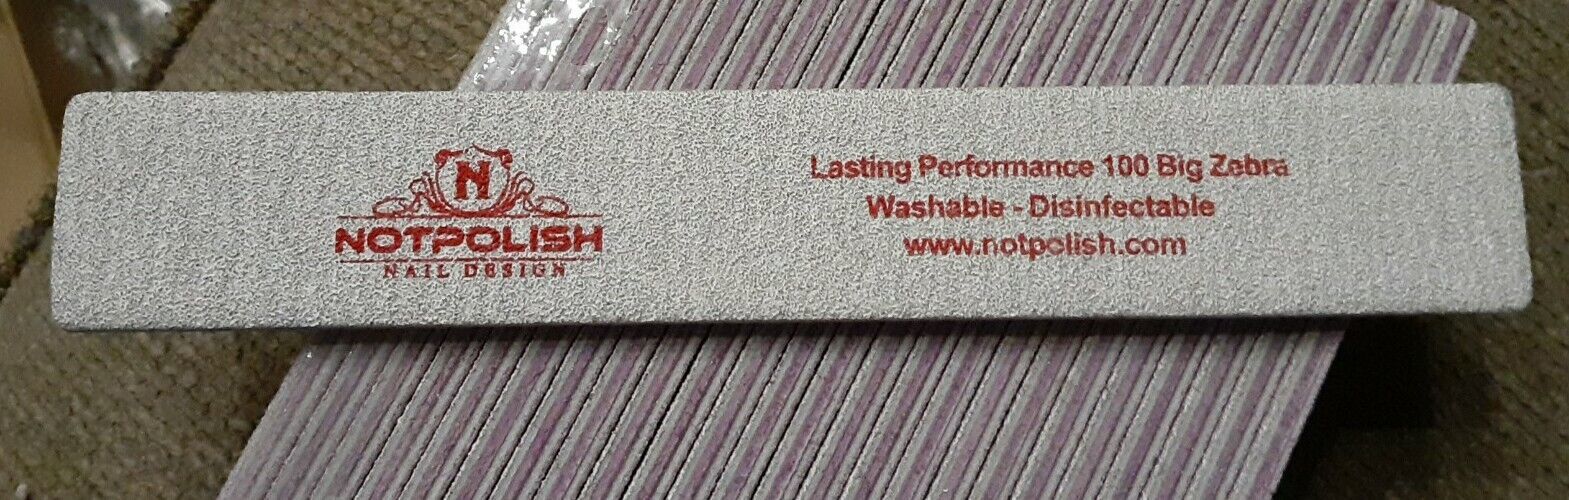 N
NOTPOLISH
NAIL DESIGN
Lasting Performance 100 Big Zebra
Washable - Disinfectable
www.notpolish.com